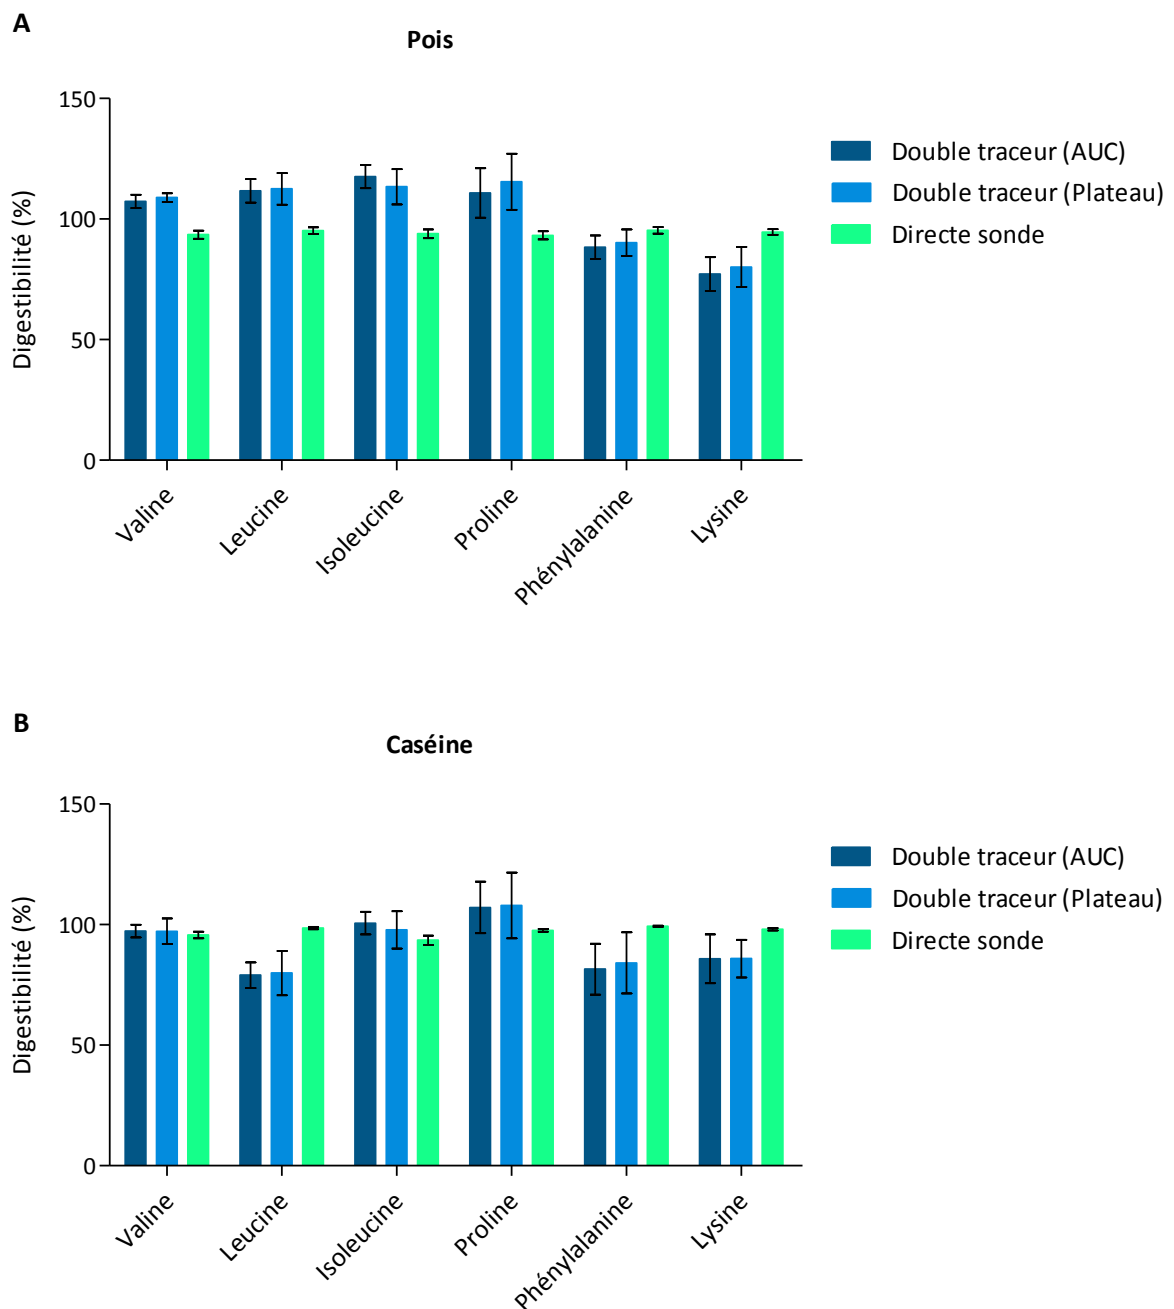 A
Pois
Digestibilité (%)
150
100
50
0
Valine
Leucine
Isoleucine
Proline
Phénylalanine
Lysine
Double traceur (AUC)
Double traceur (Plateau)
Directe sonde
B
Caséine
Digestibilité (%)
150
100
50
0
Valine
Leucine
Isoleucine
Proline
Phénylalanine
Lysine
Double traceur (AUC)
Double traceur (Plateau)
Directe sonde